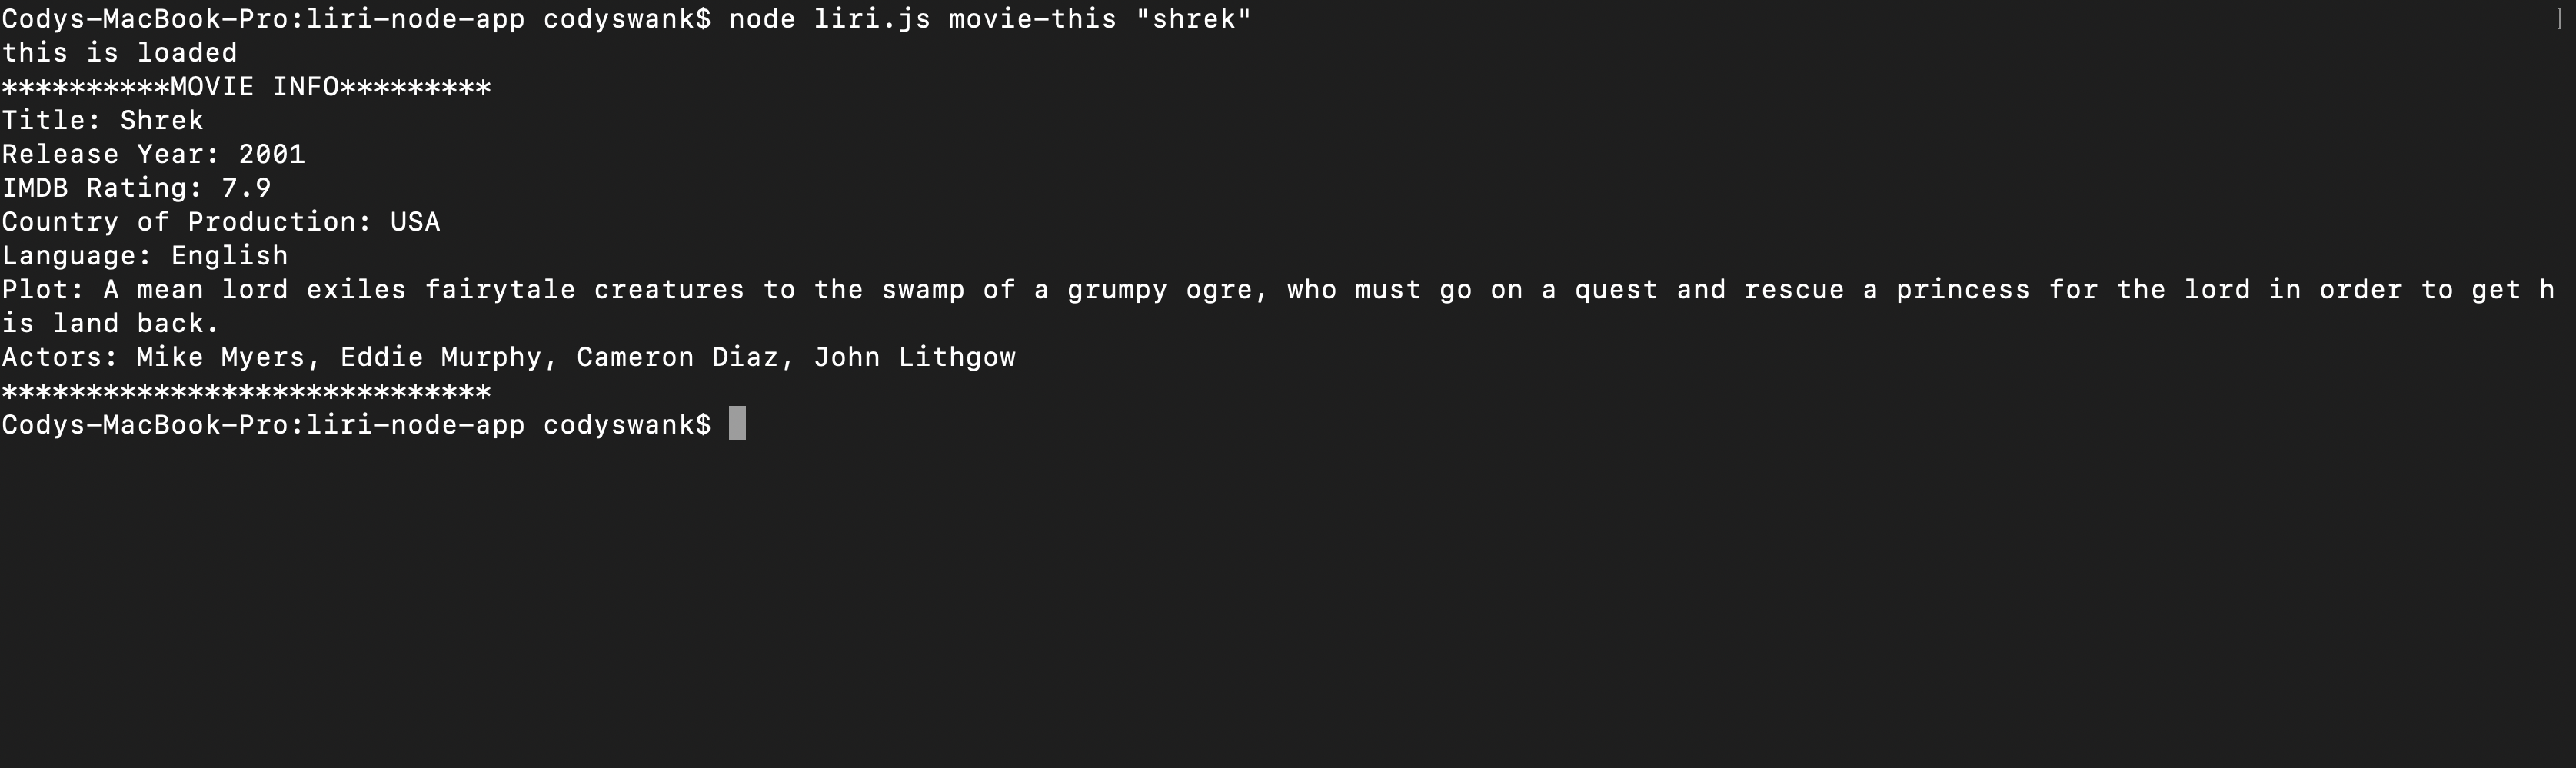 Codys-MacBook-Pro:liri-node-app codyswank$ node liri.js movie-this "shrek"                    ]
this is loaded
**********MOVIE INFO*********
Title: Shrek
Release Year: 2001
IMDB Rating: 7.9
Country of Production: USA
Language: English
Plot: A mean lord exiles fairytale creatures to the swamp of a grumpy ogre, who must go on a quest and rescue a princess for the lord in order to get h
is land back.
Actors: Mike Myers, Eddie Murphy, Cameron Diaz, John Lithgow
*****************************
Codys-MacBook-Pro:liri-node-app codyswank$